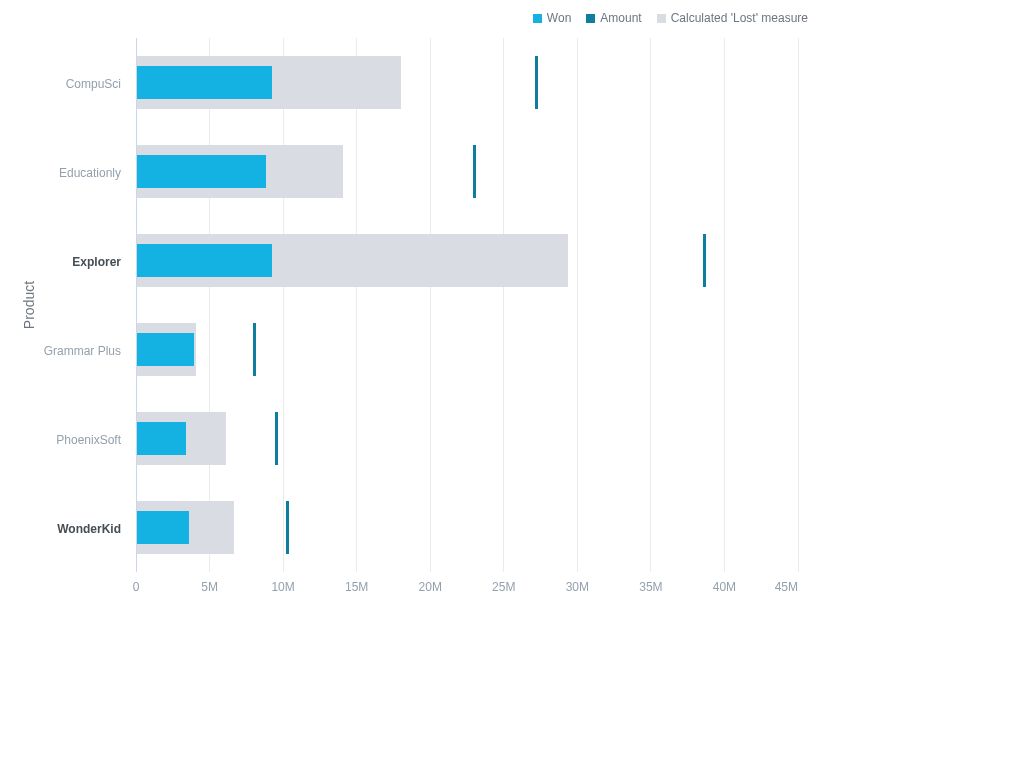 Won Amount Calculated 'Lost' measure
CompuSci
Educationly
Explorer
Product
Grammar Plus
PhoenixSoft
WonderKid
0 5M 10M 15M 20M 25M 30M 35M 40M 45M